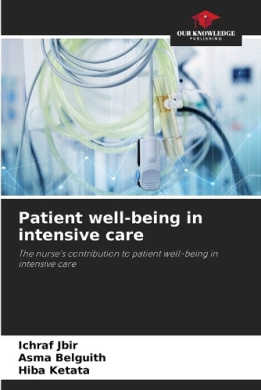 OUR KNOWLEDGE
PUBLISHING
Patient well-being in
intensive care
The nurse's contribution to patient well-being in
intensive care
Ichraf Jbir
Asma Belguith
Hiba Ketata